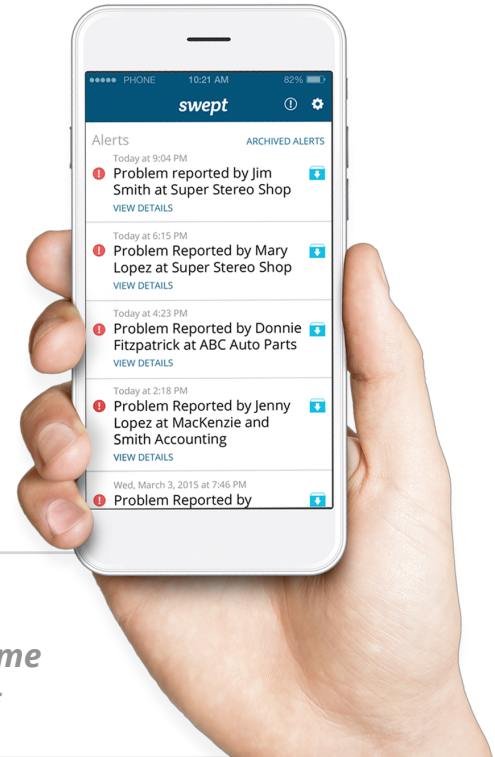 PHONE 10:21 AM 82%
swept
Alerts ARCHIVED ALERTS
Today at 9:04 PM
Problem reported by Jim
Smith at Super Stereo Shop
VIEW DETAILS
Today at 6:15 PM
Problem Reported by Mary
Lopez at Super Stereo Shop
VIEW DETAILS
Today at 4:23 PM
Problem Reported by Donnie
Fitzpatrick at ABC Auto Parts
VIEW DETAILS
Today at 2:18 PM
Problem Reported by Jenny
Lopez at MacKenzie and
Smith Accounting
VIEW DETAILS
Wed, March 3, 2015 at 7:46 PM
Problem Reported by
me